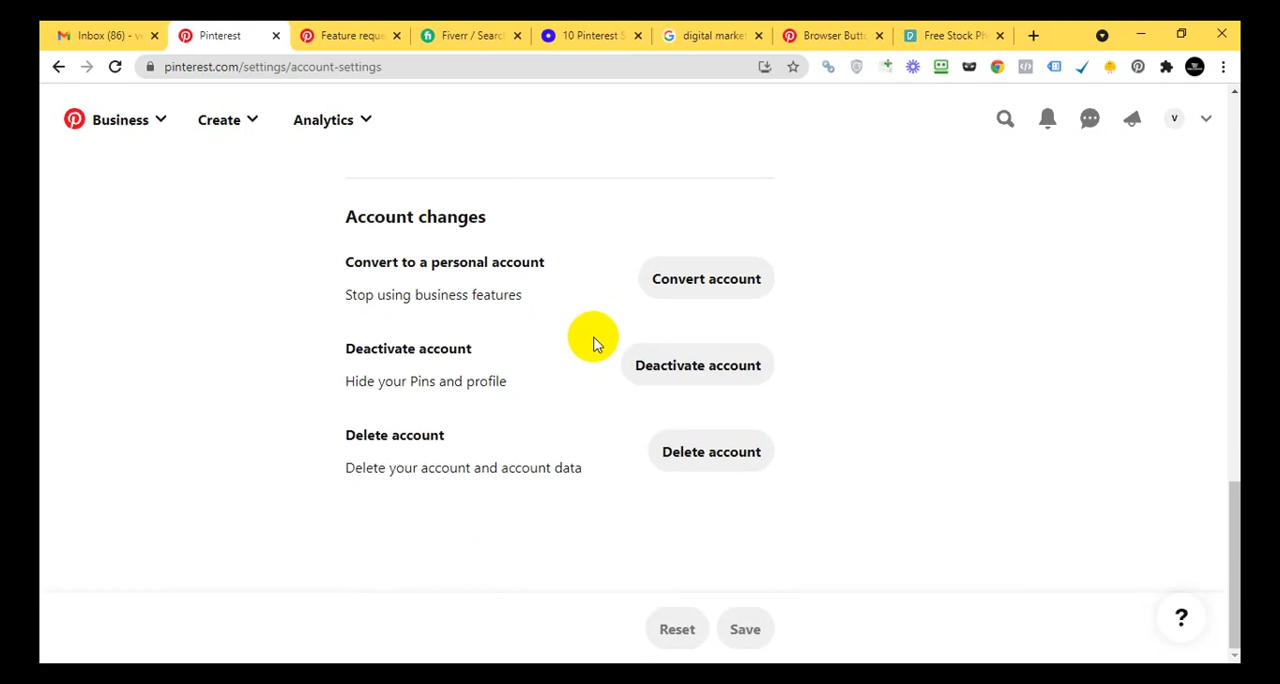 Inbox (86) - v
Pinterest
Feature reque
Fiverr / Searc
10 Pinterest S
digital market
Browser Butto
Free Stock Ph
pinterest.com/settings/account-settings
Business
Create
Analytics
V
Account changes
Convert to a personal account
Convert account
Stop using business features
Deactivate account
Deactivate account
Hide your Pins and profile
Delete account
Delete account
Delete your account and account data
Reset
Save
?